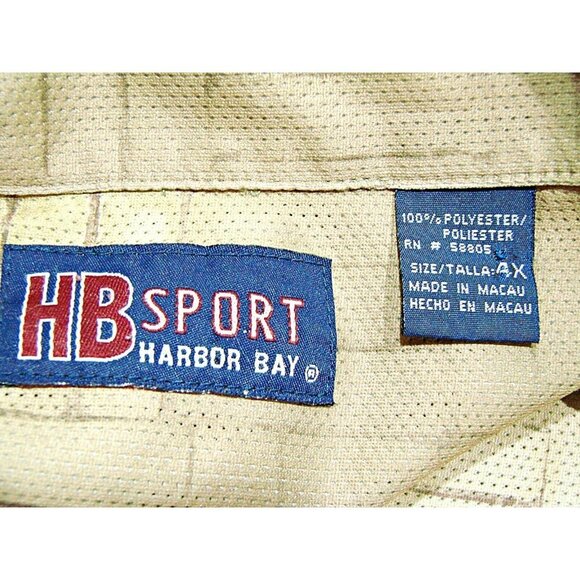 HB SPORT
HARBOR BAY ®
100% POLYESTER/
POLIESTER
RN # 58805
SIZE/TALLA: 4X
MADE IN MACAU
HECHO EN MACAU